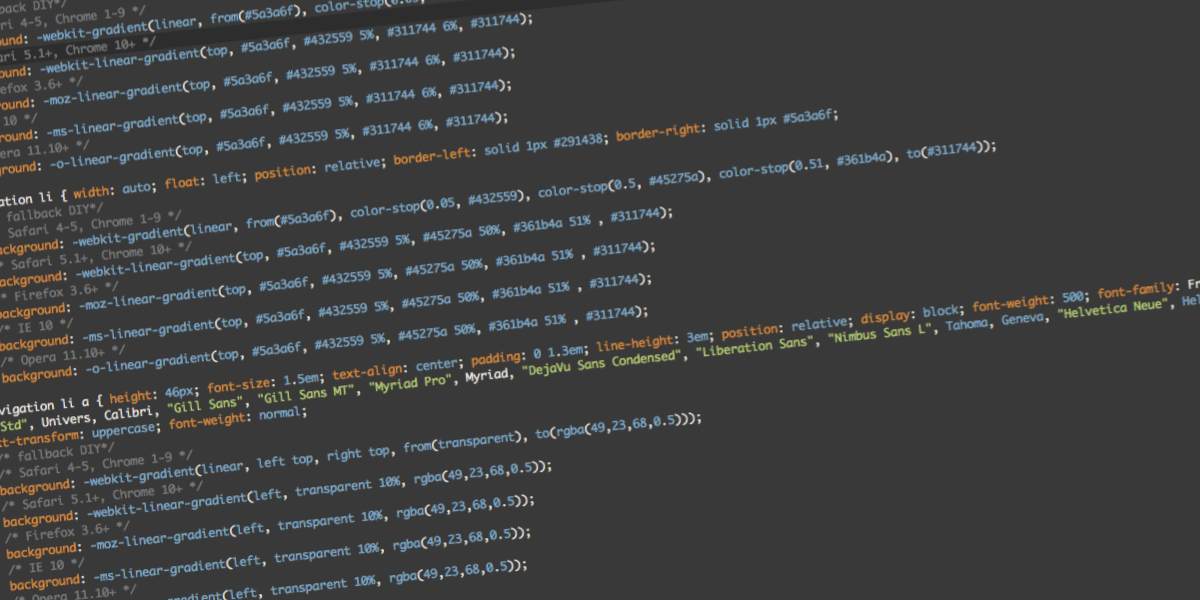 back DIY*/
ri 4-5, Chrome 1-9 */
ound: -webkit-gradient(linear, from(#5a3a6f), color-stop(0.05,
ari 5.1+, Chrome 10+ */
ound: -webkit-linear-gradient(top, #5a3a6f, #432559 5%, #311744 6%, #311744);
efox 3.6+ */
ound: -moz-linear-gradient(top, #5a3a6f, #432559 5%, #311744 6%, #311744);
10 */
round: -ms-linear-gradient(top, #5a3a6f, #432559 5%, #311744 6%, #311744);
era 11.10+ */
ground: -o-linear-gradient(top, #5a3a6f, #432559 5%, #311744 6%, #311744);
ation li { width: auto; float: left; position: relative; border-left: solid 1px #291438; border-right: solid 1px #5a3a6f;
fallback DIY*/
Safari 4-5, Chrome 1-9 */
ackground: -webkit-gradient(linear, from(#5a3a6f), color-stop(0.05, #432559), color-stop(0.5, #45275a), color-stop(0.51, #361b4a), to(#311744));
* Safari 5.1+, Chrome 10+ */
ackground: -webkit-linear-gradient(top, #5a3a6f, #432559 5%, #45275a 50%, #361b4a 51% , #311744);
* Firefox 3.6+ */
background: -moz-linear-gradient(top, #5a3a6f, #432559 5%, #45275a 50%, #361b4a 51% , #311744);
/* IE 10 */
background: -ms-linear-gradient(top, #5a3a6f, #432559 5%, #45275a 50%, #361b4a 51% , #311744);
/* Opera 11.10+ */
background: -o-linear-gradient(top, #5a3a6f, #432559 5%, #45275a 50%, #361b4a 51% , #311744);
vigation li a { height: 46px; font-size: 1.5em; text-align: center; padding: 0 1.3em; line-height: 3em; position: relative; display: block; font-weight: 500; font-family: Fr
Std", Univers, Calibri, "Gill Sans", "Gill Sans MT", "Myriad Pro", Myriad, "DejaVu Sans Condensed", "Liberation Sans", "Nimbus Sans L", Tahoma, Geneva, "Helvetica Neue", Hel
xt-transform: uppercase; font-weight: normal;
/* fallback DIY*/
/* Safari 4-5, Chrome 1-9 */
background: -webkit-gradient(linear, left top, right top, from(transparent), to(rgba(49,23,68,0.5)));
/* Safari 5.1+, Chrome 10+ */
background: -webkit-linear-gradient(left, transparent 10%, rgba(49,23,68,0.5));
/* Firefox 3.6+ */
background: -moz-linear-gradient(left, transparent 10%, rgba(49,23,68,0.5));
/* IE 10 */
background: -ms-linear-gradient(left, transparent 10%, rgba(49,23,68,0.5));
/* Opera 11.10+ */
gradient(left, transparent 10%, rgba(49,23,68,0.5));